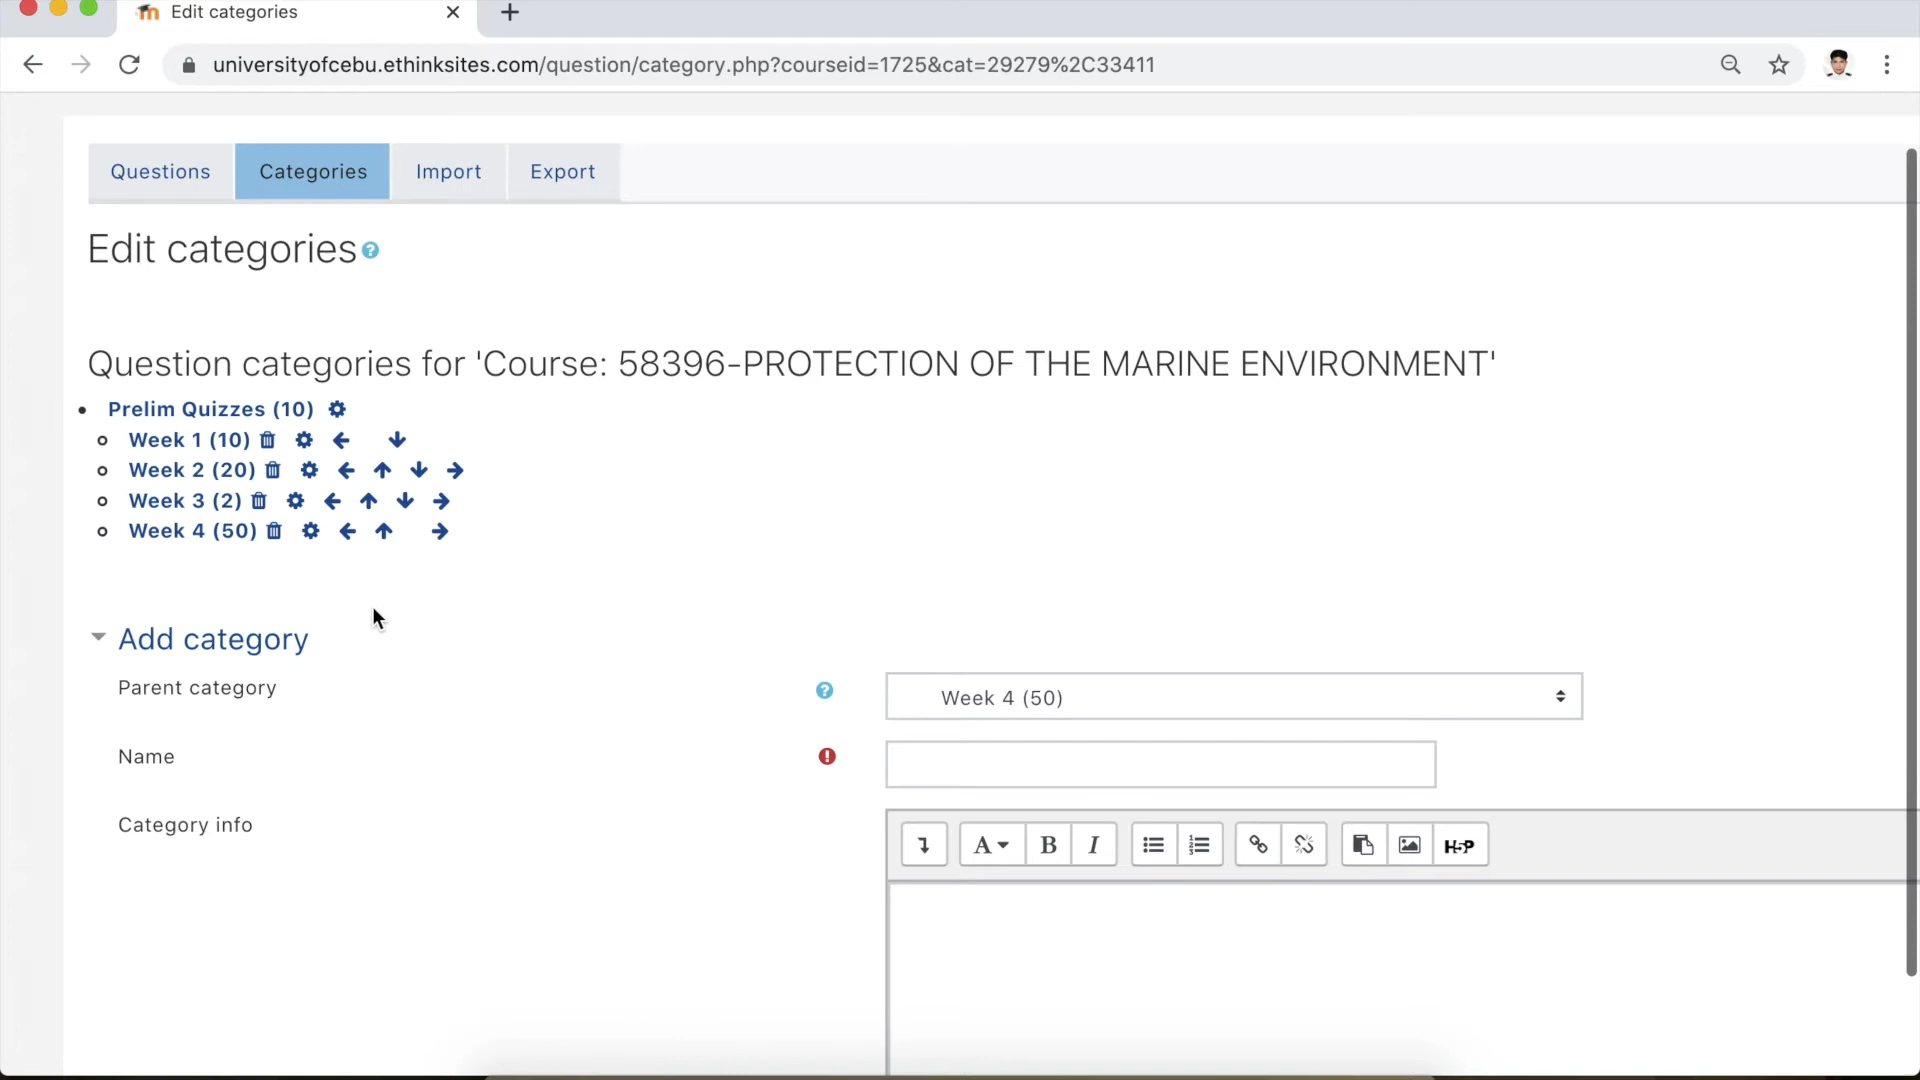 Edit categories
universityofcebu.ethinksites.com/question/category.php?courseid=1725&cat=29279%2C33411
Questions Categories Import Export
Edit categories
Question categories for 'Course: 58396-PROTECTION OF THE MARINE ENVIRONMENT'
Prelim Quizzes (10)
Week 1 (10)
Week 2 (20)
Week 3 (2)
Week 4 (50)
Add category
Parent category
Week 4 (50)
Name
Category info
A B I H5P